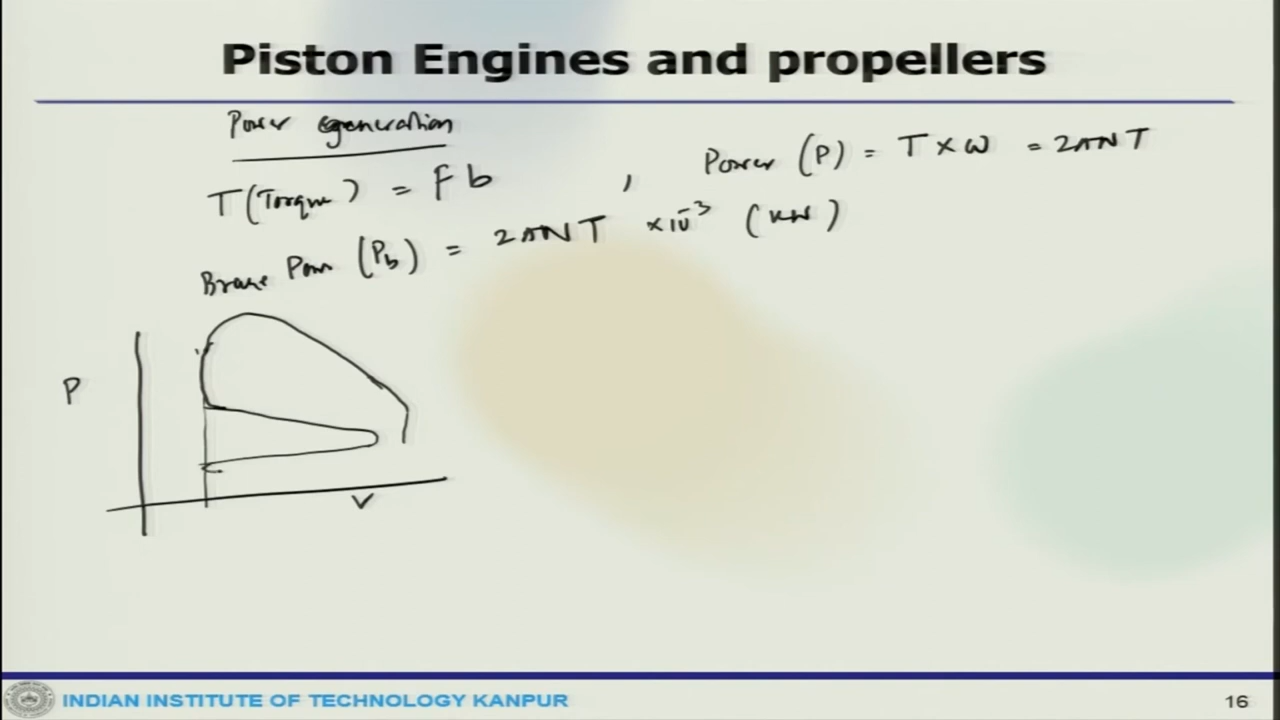 Piston Engines and propellers
Power generation
T (Torque) = F b , Power (P) = T × ω = 2πNT
Brake Power (Pb) = 2πNT × 10⁻³ (kW)
P
V
INDIAN INSTITUTE OF TECHNOLOGY KANPUR
16